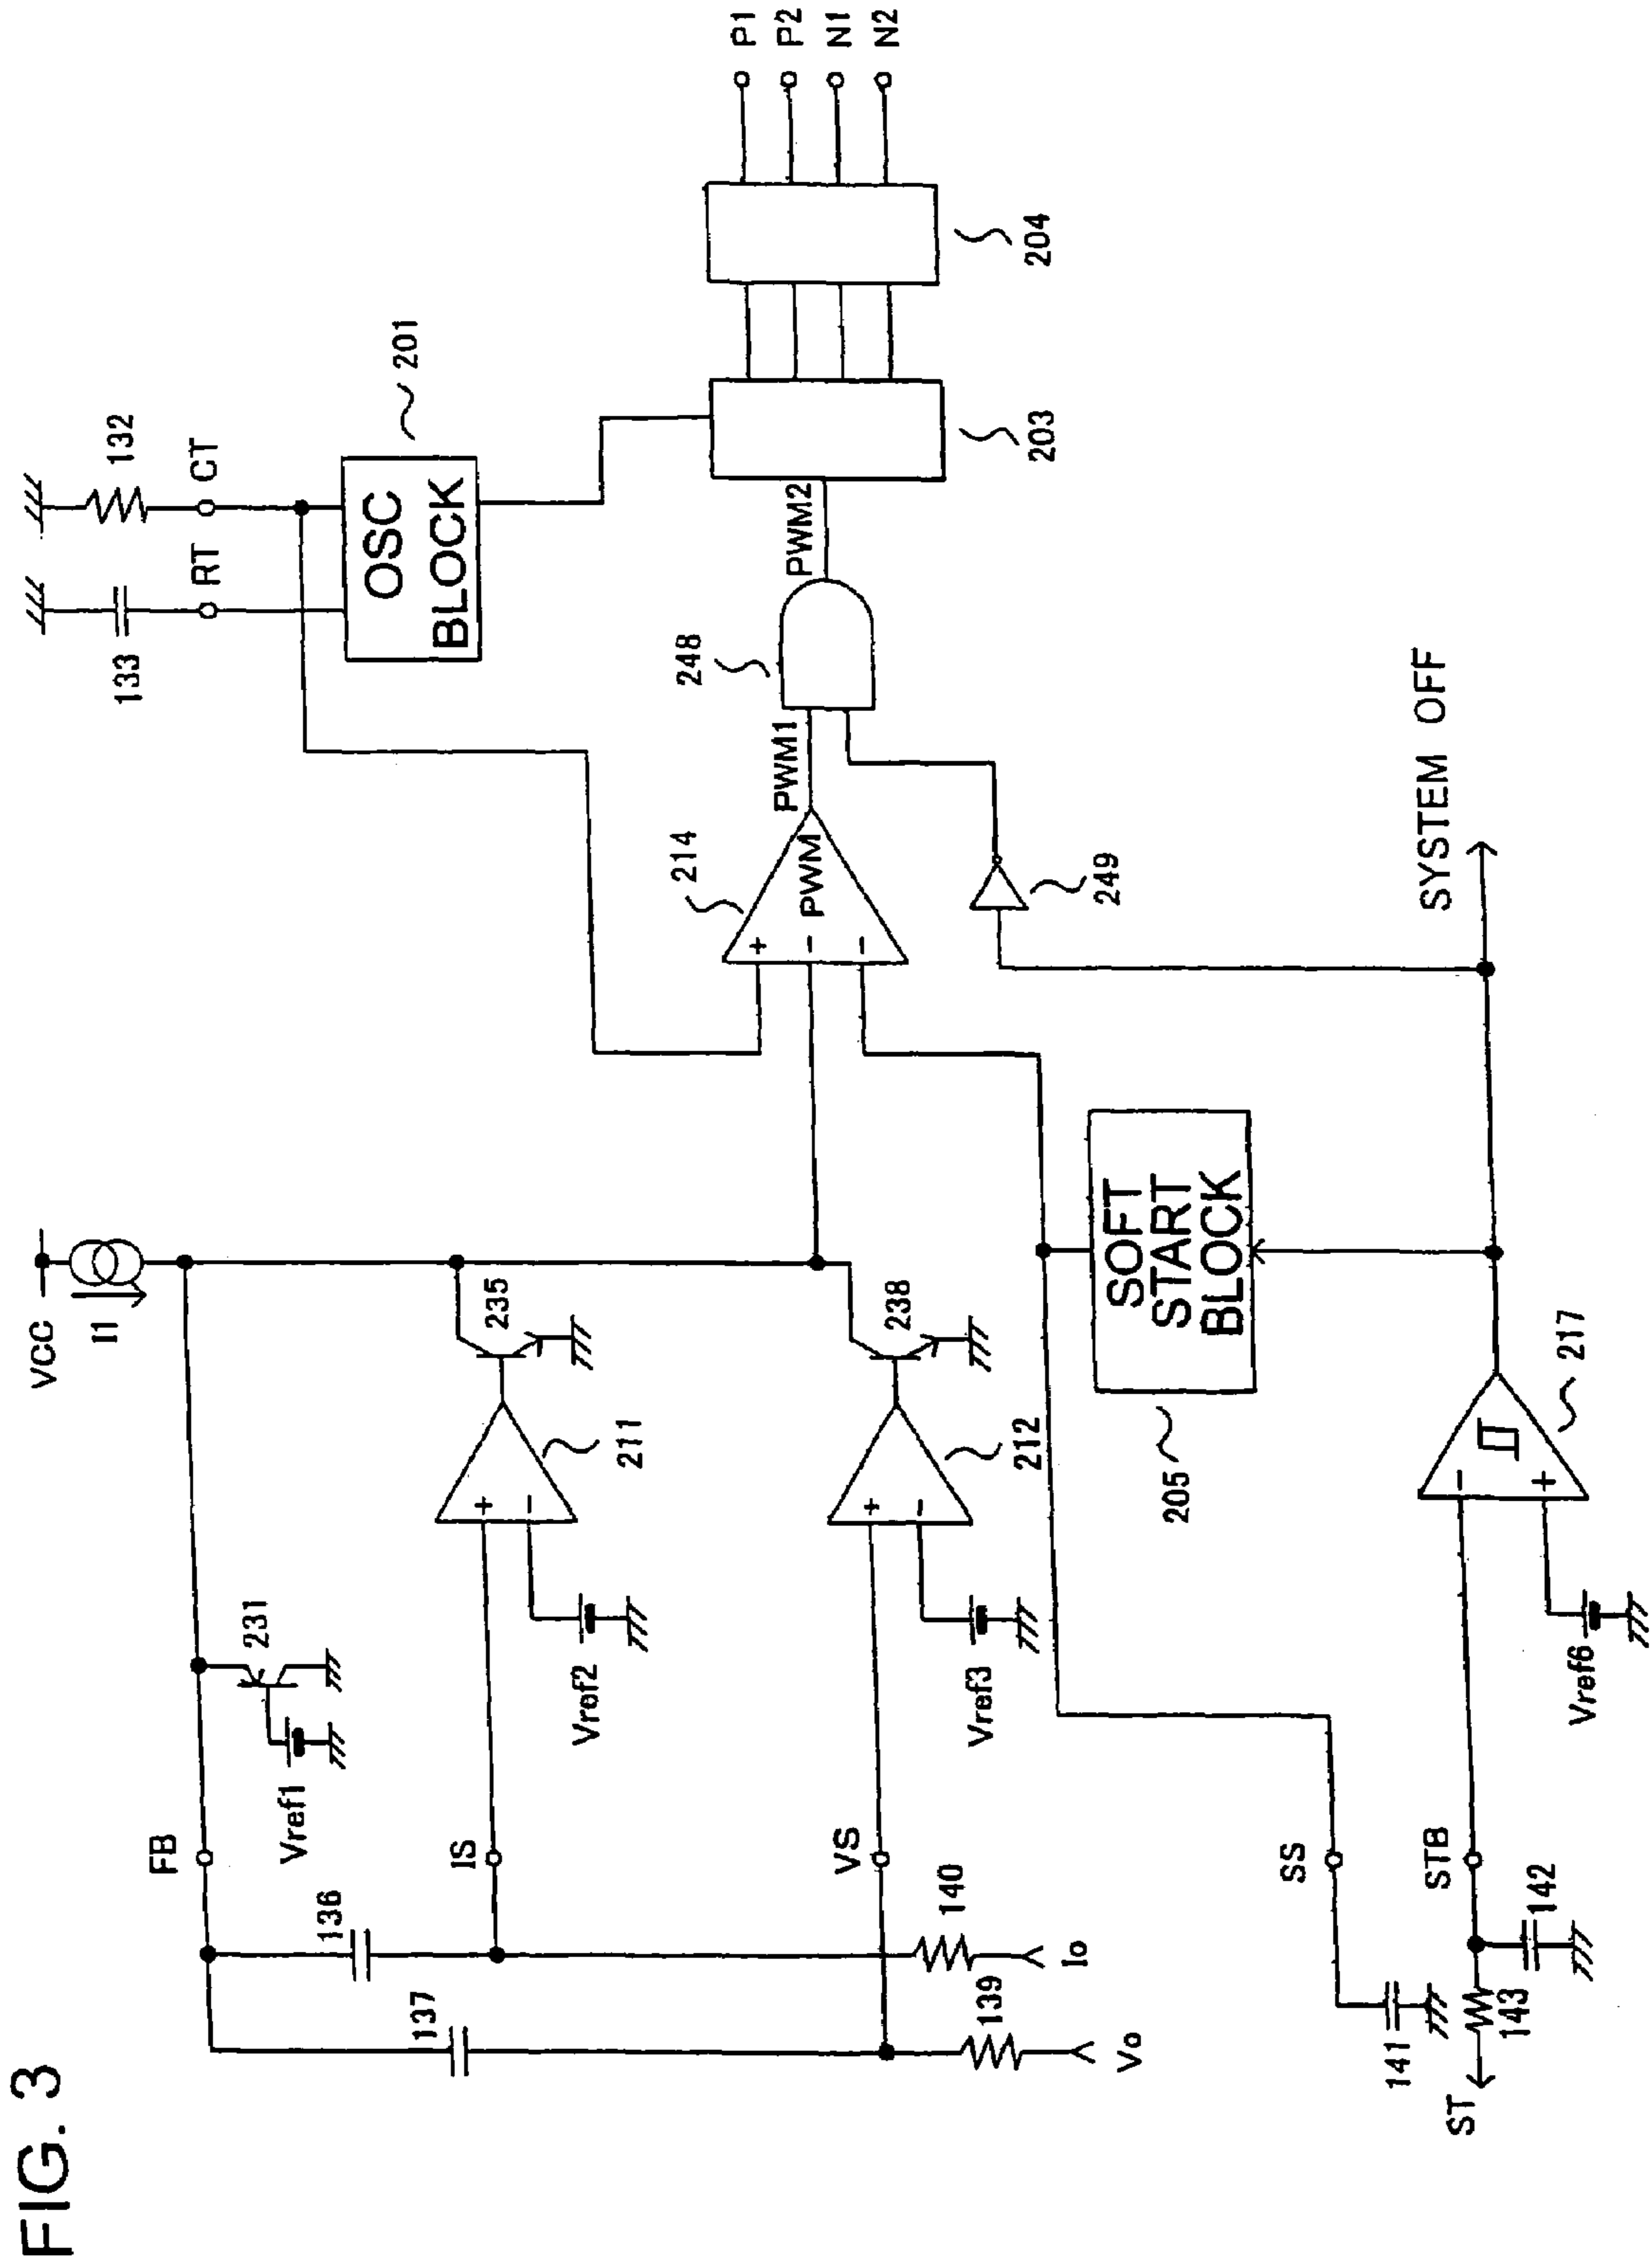 FIG. 3
VCC
I1
FB
136
137
Vref1
231
IS
Vref2
+
-
211
235
VS
140
Io
139
Vo
Vref3
+
-
212
238
133
RT
132
CT
OSC
BLOCK
201
214
+
-
-
PWM
PWM1
248
PWM2
249
203
204
P1
P2
N1
N2
SS
141
SOFT
START
BLOCK
205
ST
143
STB
142
Vref6
-
+
217
SYSTEM OFF